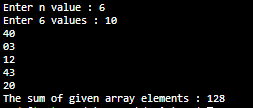 Enter n value : 6
Enter 6 values : 10
40
03
12
43
20
The sum of given array elements : 128